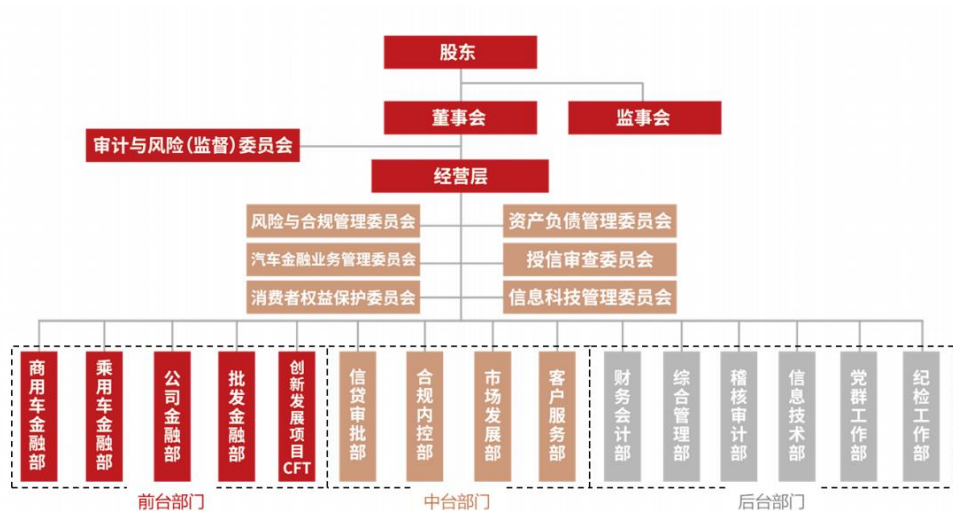 股东
董事会
监事会
审计与风险(监督)委员会
经营层
风险与合规管理委员会
资产负债管理委员会
汽车金融业务管理委员会
授信审查委员会
消费者权益保护委员会
信息科技管理委员会
商用车金融部
乘用车金融部
公司金融部
批发金融部
创新发展项目CFT
信贷审批部
合规内控部
市场发展部
客户服务部
财务会计部
综合管理部
稽核审计部
信息技术部
党群工作部
纪检工作部
前台部门
中台部门
后台部门